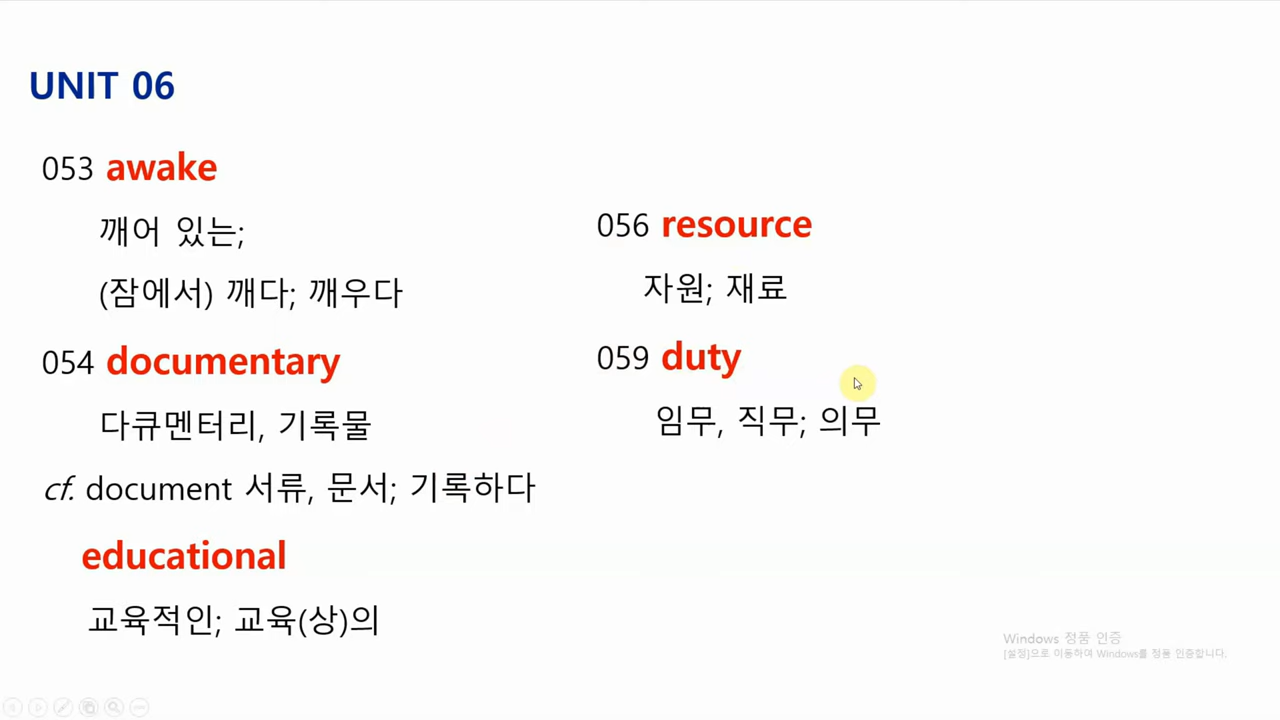 UNIT 06
053 awake
깨어 있는;
(잠에서) 깨다; 깨우다
054 documentary
다큐멘터리, 기록물
cf. document 서류, 문서; 기록하다
educational
교육적인; 교육(상)의
056 resource
자원; 재료
059 duty
임무, 직무; 의무
Windows 정품 인증
[설정]으로 이동하여 Windows를 정품 인증합니다.